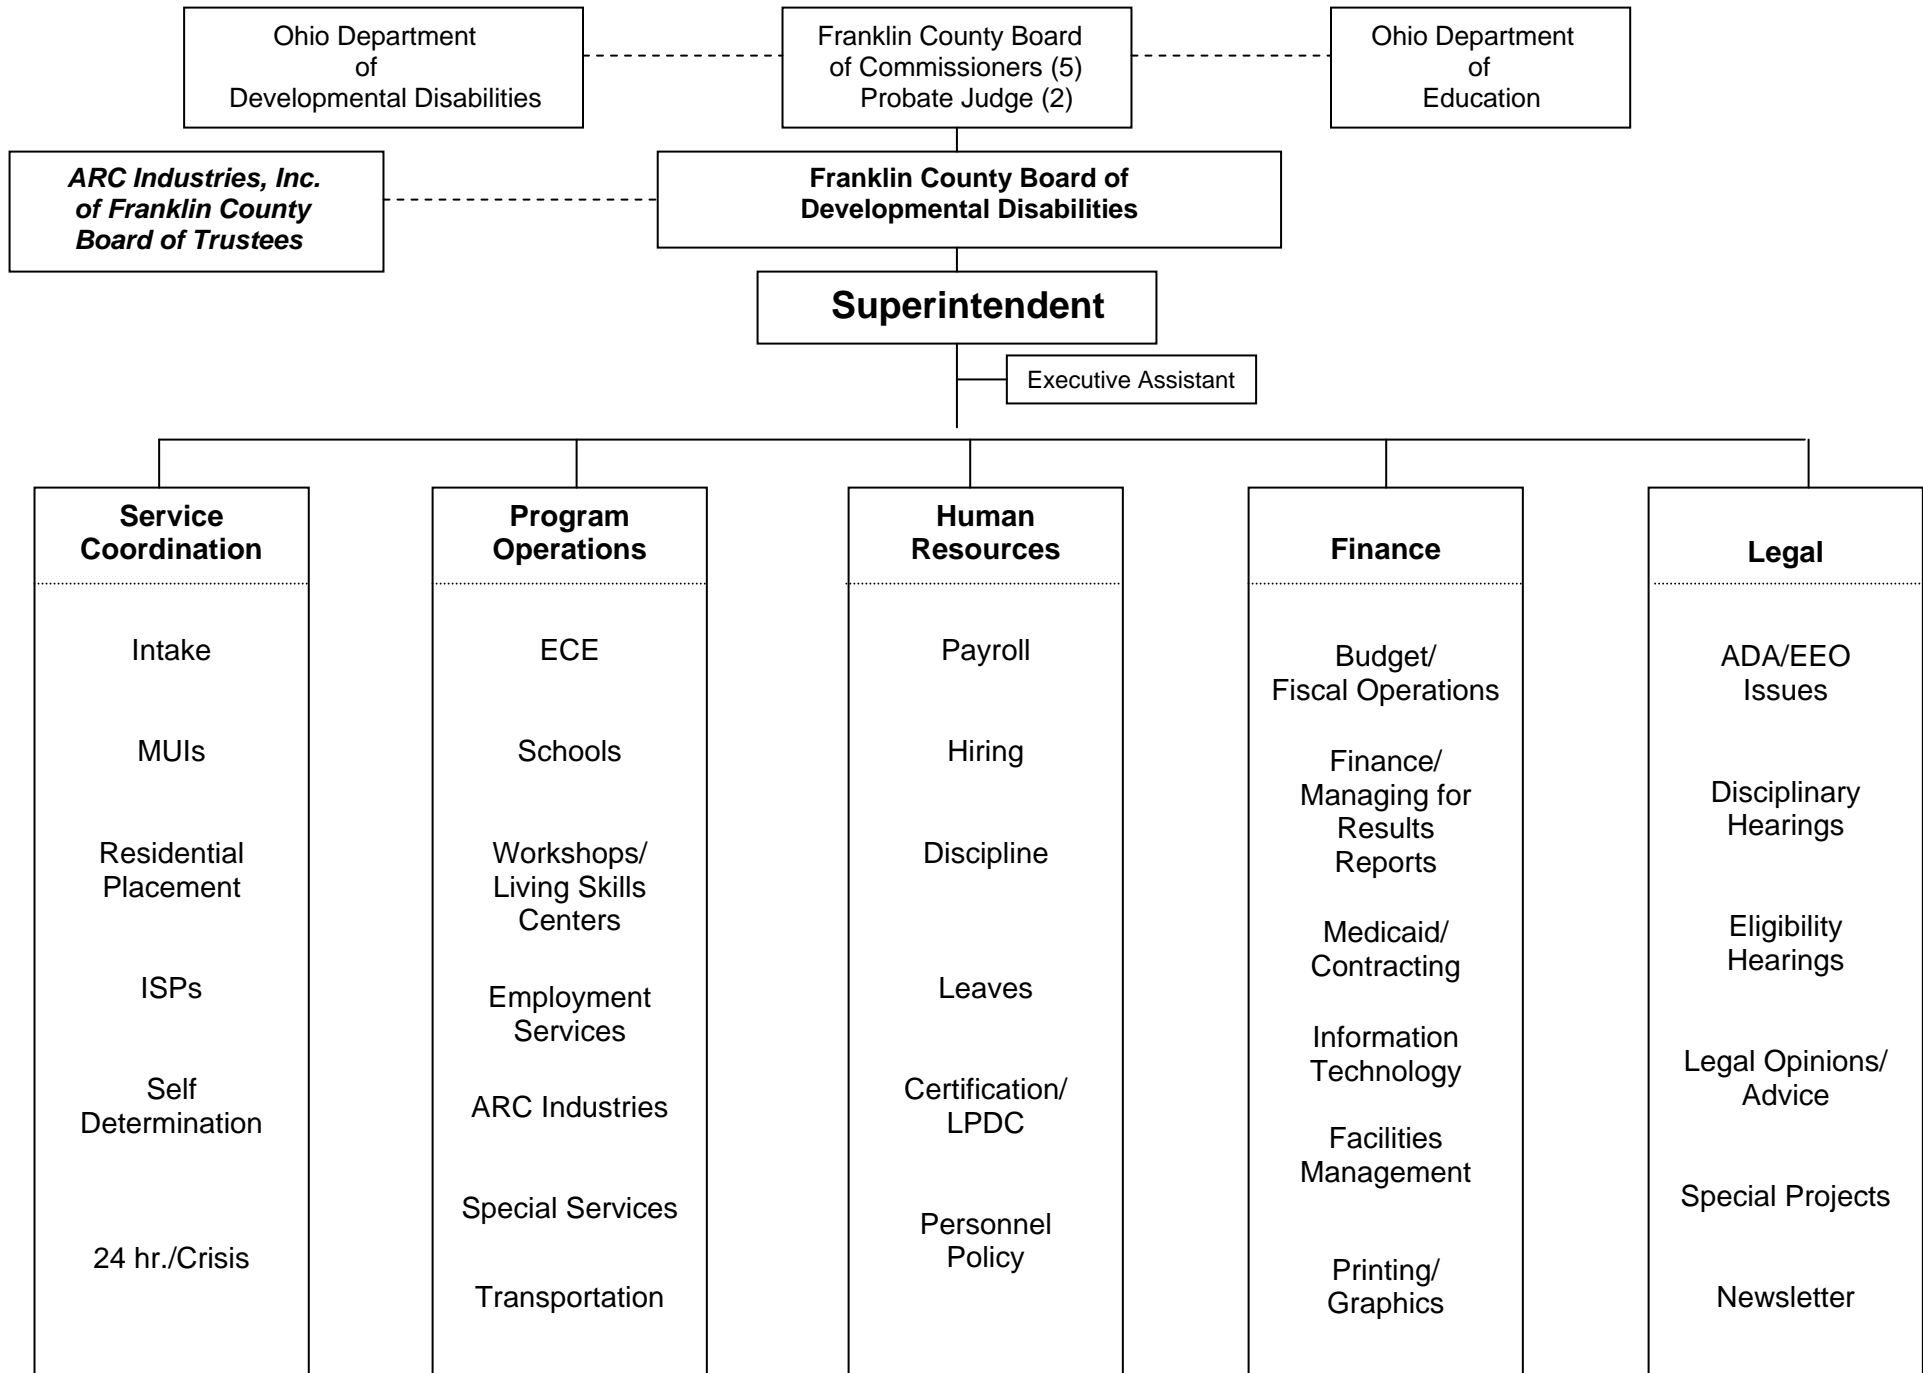 Ohio Department
of
Developmental Disabilities
Franklin County Board
of Commissioners (5)
Probate Judge (2)
Ohio Department
of
Education
ARC Industries, Inc.
of Franklin County
Board of Trustees
Franklin County Board of
Developmental Disabilities
Superintendent
Executive Assistant
Service
Coordination
Intake
MUIs
Residential
Placement
ISPs
Self
Determination
24 hr./Crisis
Program
Operations
ECE
Schools
Workshops/
Living Skills
Centers
Employment
Services
ARC Industries
Special Services
Transportation
Human
Resources
Payroll
Hiring
Discipline
Leaves
Certification/
LPDC
Personnel
Policy
Finance
Budget/
Fiscal Operations
Finance/
Managing for
Results
Reports
Medicaid/
Contracting
Information
Technology
Facilities
Management
Printing/
Graphics
Legal
ADA/EEO
Issues
Disciplinary
Hearings
Eligibility
Hearings
Legal Opinions/
Advice
Special Projects
Newsletter